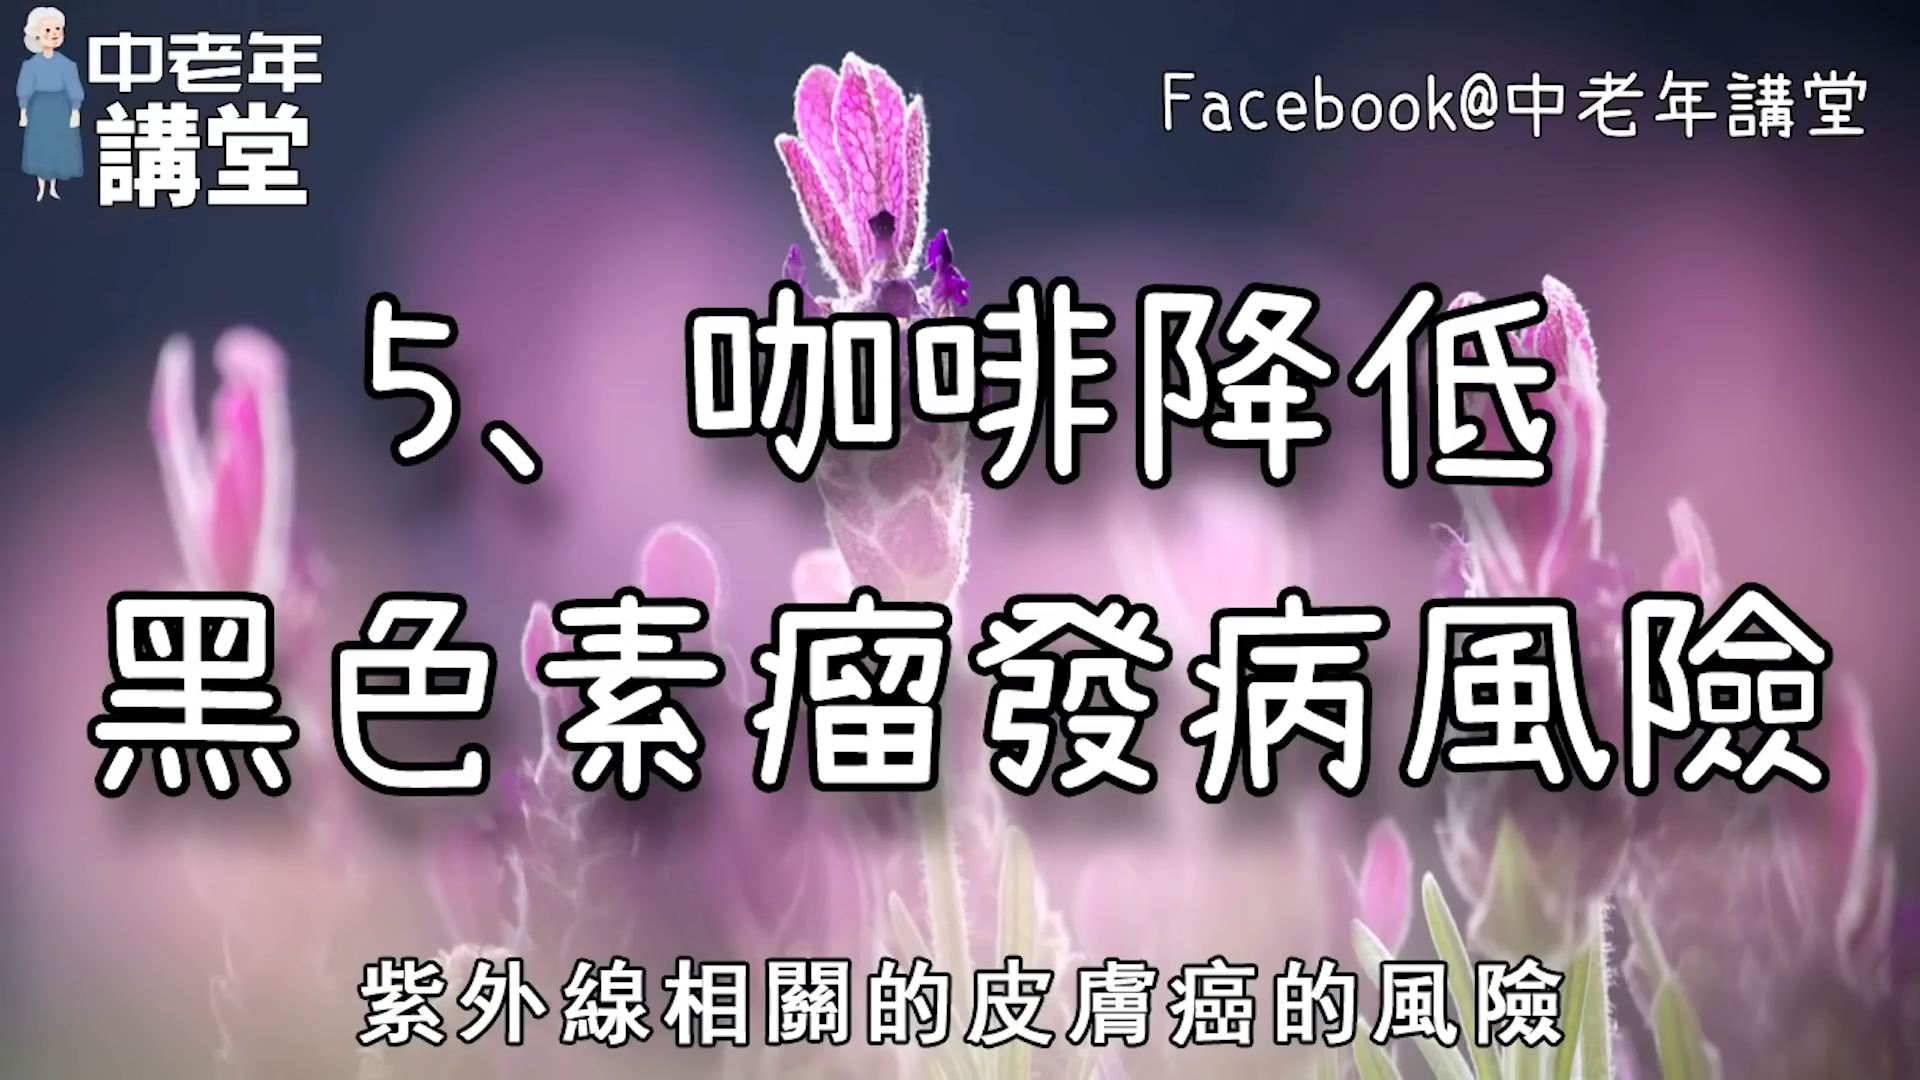 中老年
講堂
Facebook@中老年講堂
5、咖啡降低
黑色素瘤發病風險
紫外線相關的皮膚癌的風險